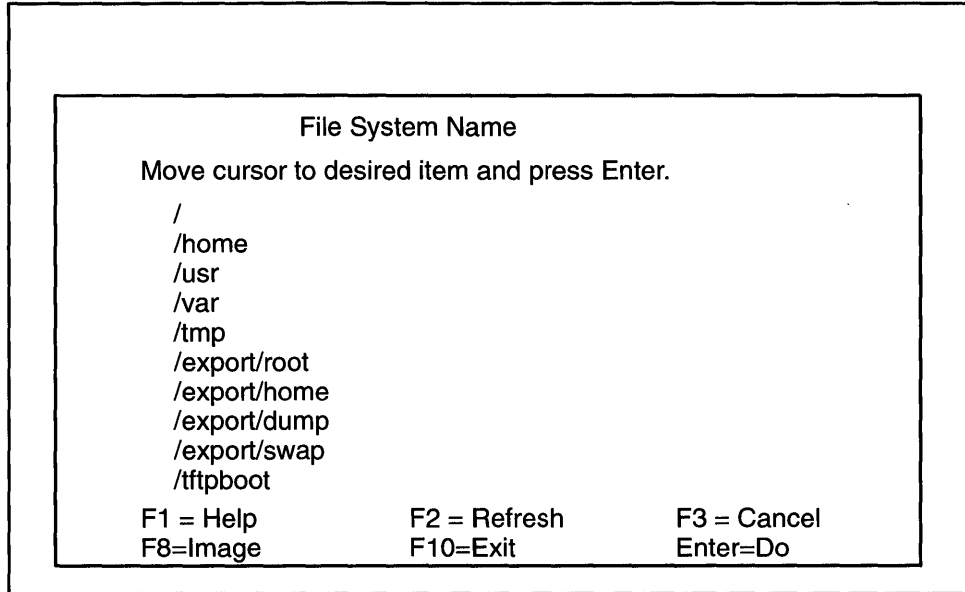 File System Name
Move cursor to desired item and press Enter.
/
/home
/usr
/var
/tmp
/export/root
/export/home
/export/dump
/export/swap
/tftpboot
F1 = Help F2 = Refresh F3 = Cancel
F8=Image F10=Exit Enter=Do